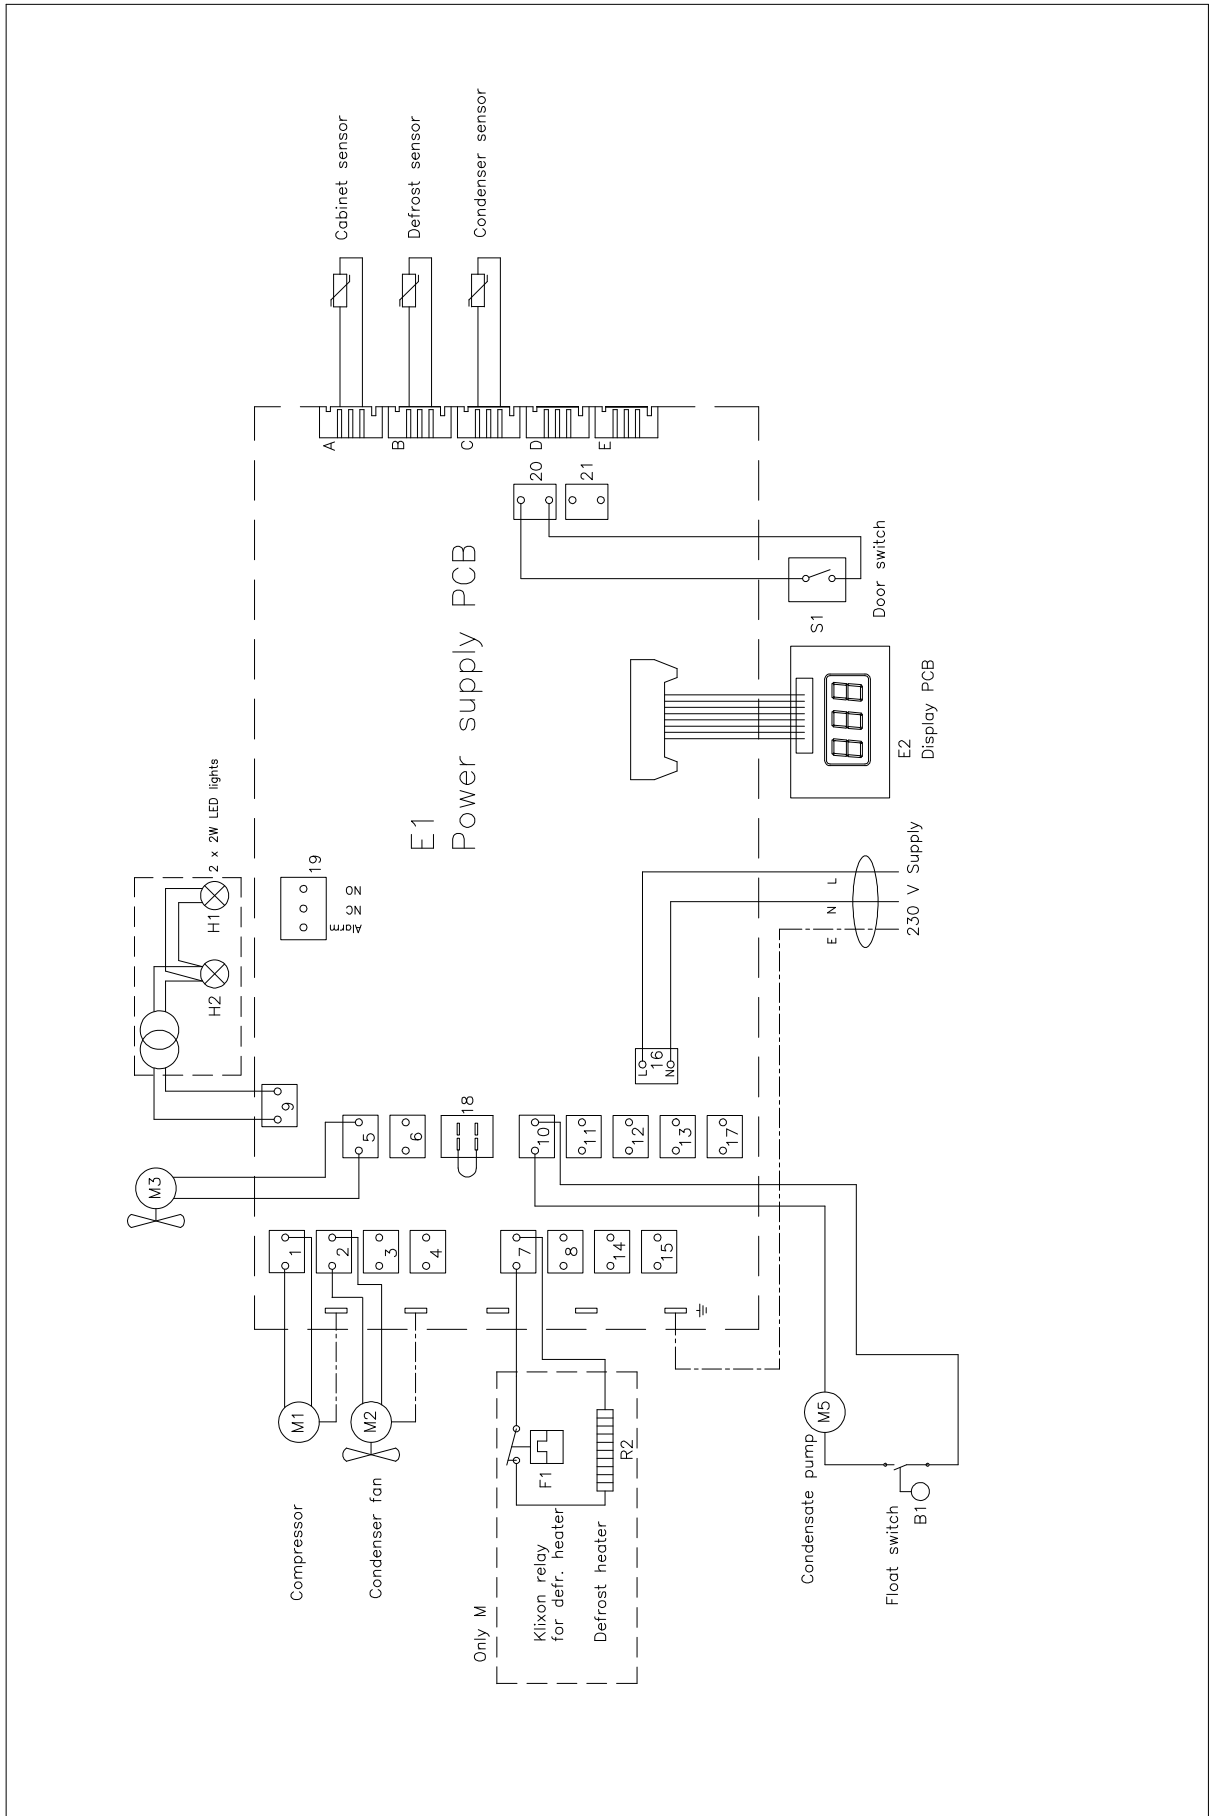 Cabinet sensor
Defrost sensor
Condenser sensor
A
B
C
D
E
20
21
E1
Power supply PCB
S1
Door switch
E2
Display PCB
2 x 2W LED lights
H1
H2
19
NO
NC
Alarm
E
N
L
230 V Supply
L
N
16
9
M3
5
6
18
10
11
12
13
17
1
2
3
4
7
8
14
15
M1
M2
Compressor
Condenser fan
Only M
F1
R2
Klixon relay
for defr. heater
Defrost heater
M5
Condensate pump
Float switch
B1